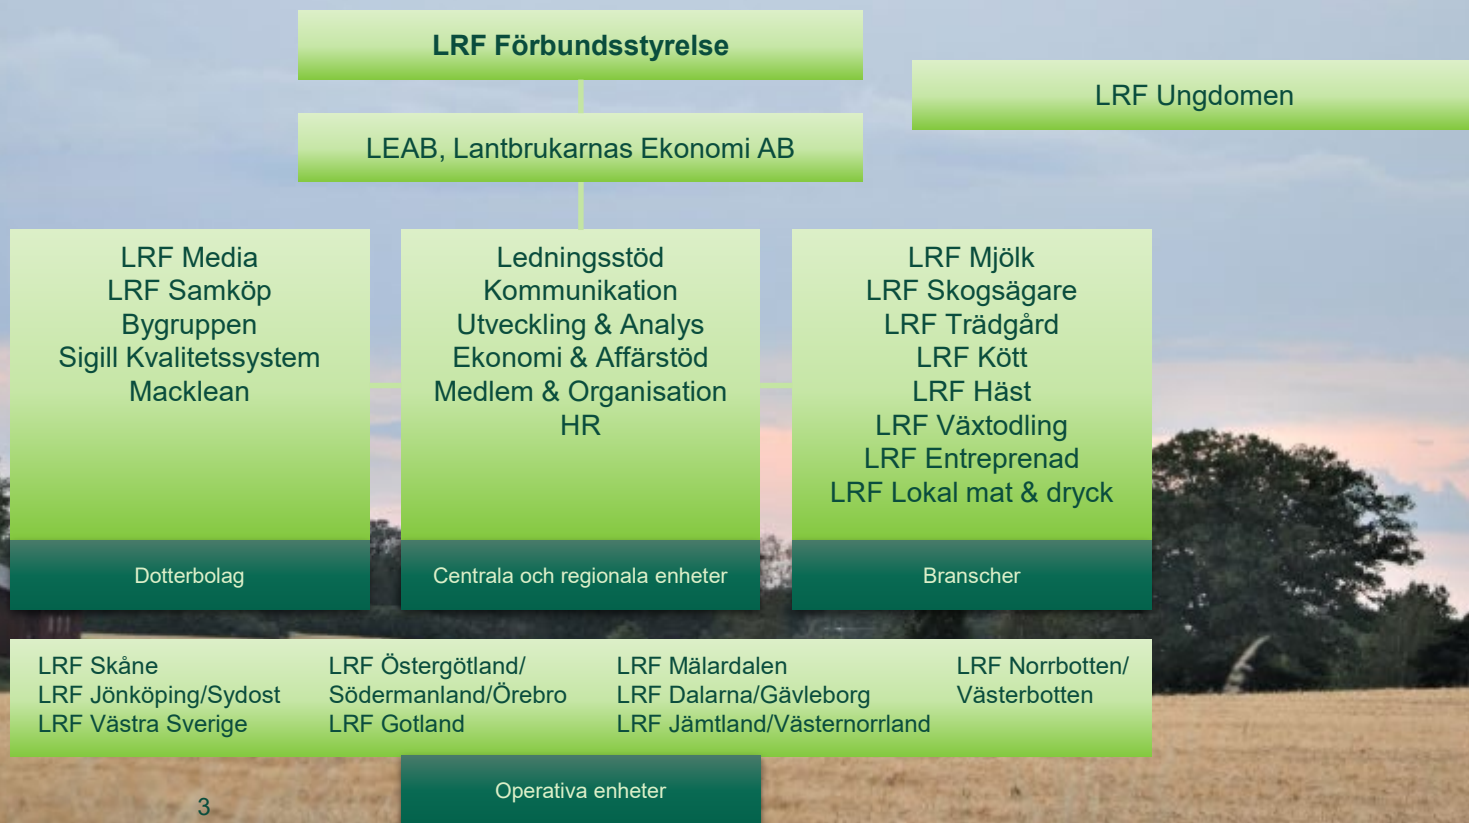 LRF Förbundsstyrelse
LRF Ungdomen
LEAB, Lantbrukarnas Ekonomi AB
LRF Media
LRF Samköp
Bygruppen
Sigill Kvalitetssystem
Macklean
Dotterbolag
Ledningsstöd
Kommunikation
Utveckling & Analys
Ekonomi & Affärstöd
Medlem & Organisation
HR
Centrala och regionala enheter
LRF Mjölk
LRF Skogsägare
LRF Trädgård
LRF Kött
LRF Häst
LRF Växtodling
LRF Entreprenad
LRF Lokal mat & dryck
Branscher
LRF Skåne
LRF Jönköping/Sydost
LRF Västra Sverige
LRF Östergötland/
Södermanland/Örebro
LRF Gotland
LRF Mälardalen
LRF Dalarna/Gävleborg
LRF Jämtland/Västernorrland
LRF Norrbotten/
Västerbotten
Operativa enheter
3